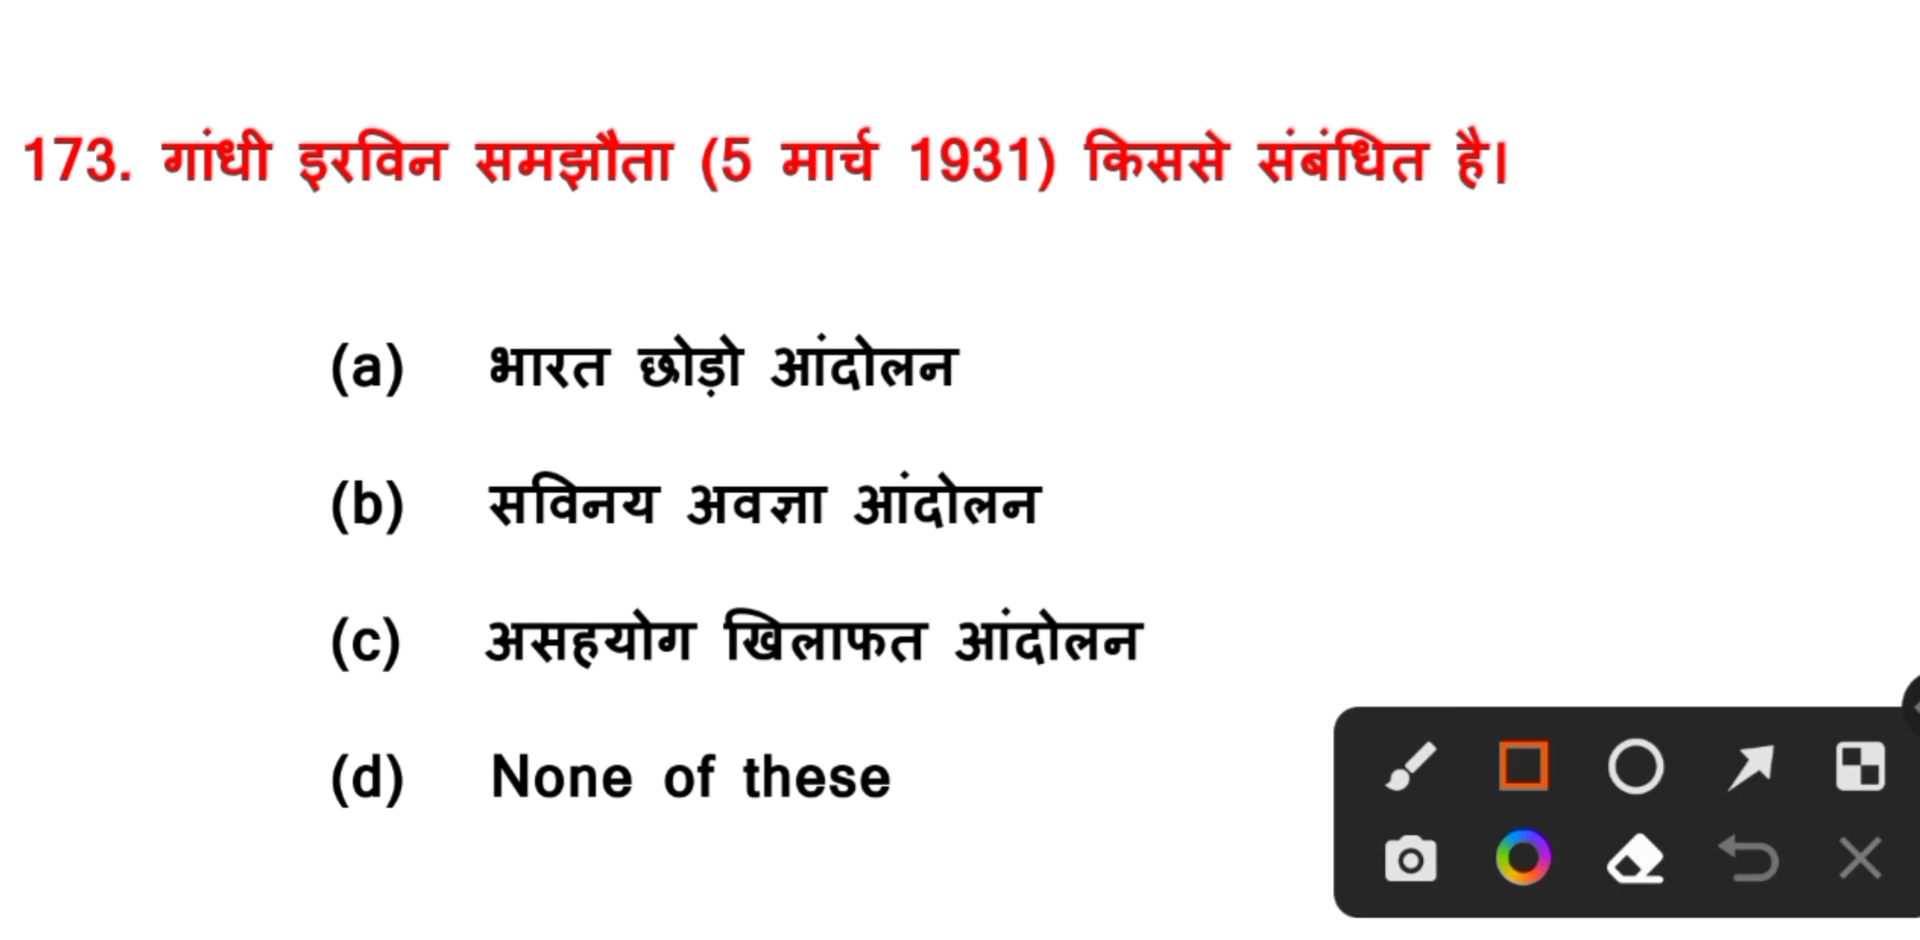 173. गांधी इरविन समझौता (5 मार्च 1931) किससे संबंधित है।
(a) भारत छोड़ो आंदोलन
(b) सविनय अवज्ञा आंदोलन
(c) असहयोग खिलाफत आंदोलन
(d) None of these